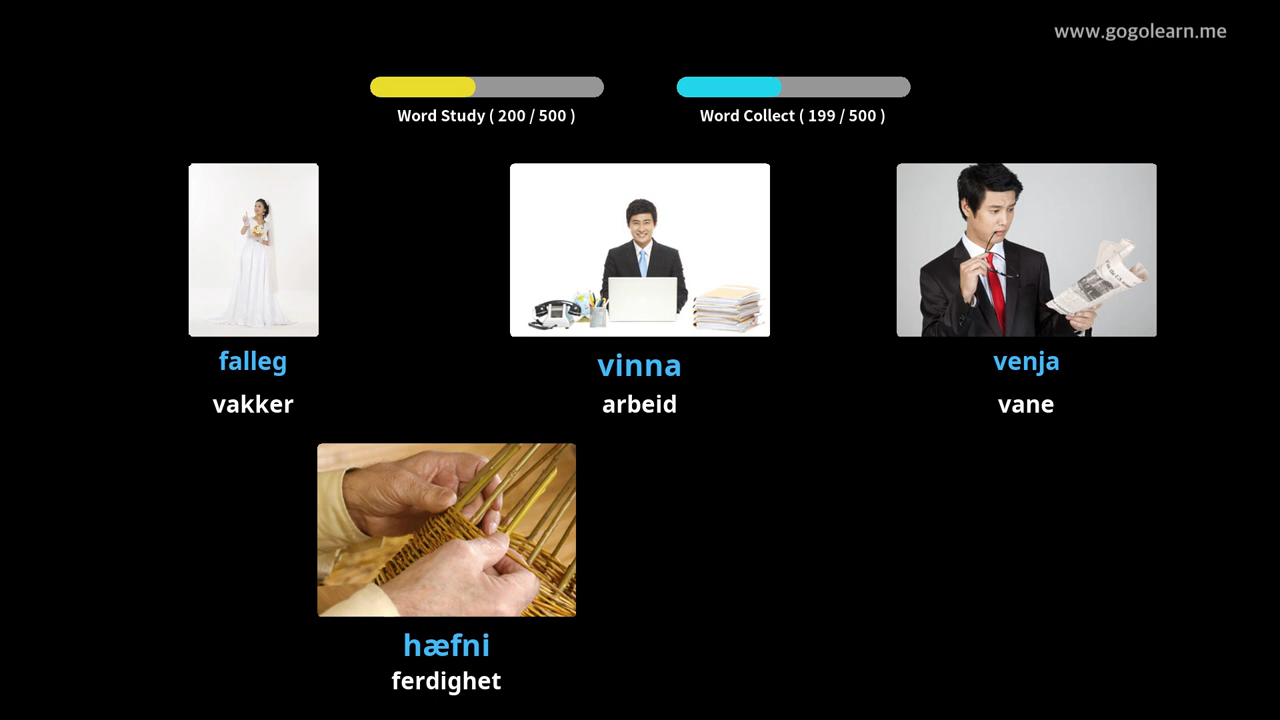 www.gogolearn.me
Word Study ( 200 / 500 )
Word Collect ( 199 / 500 )
falleg
vakker
vinna
arbeid
venja
vane
hæfni
ferdighet